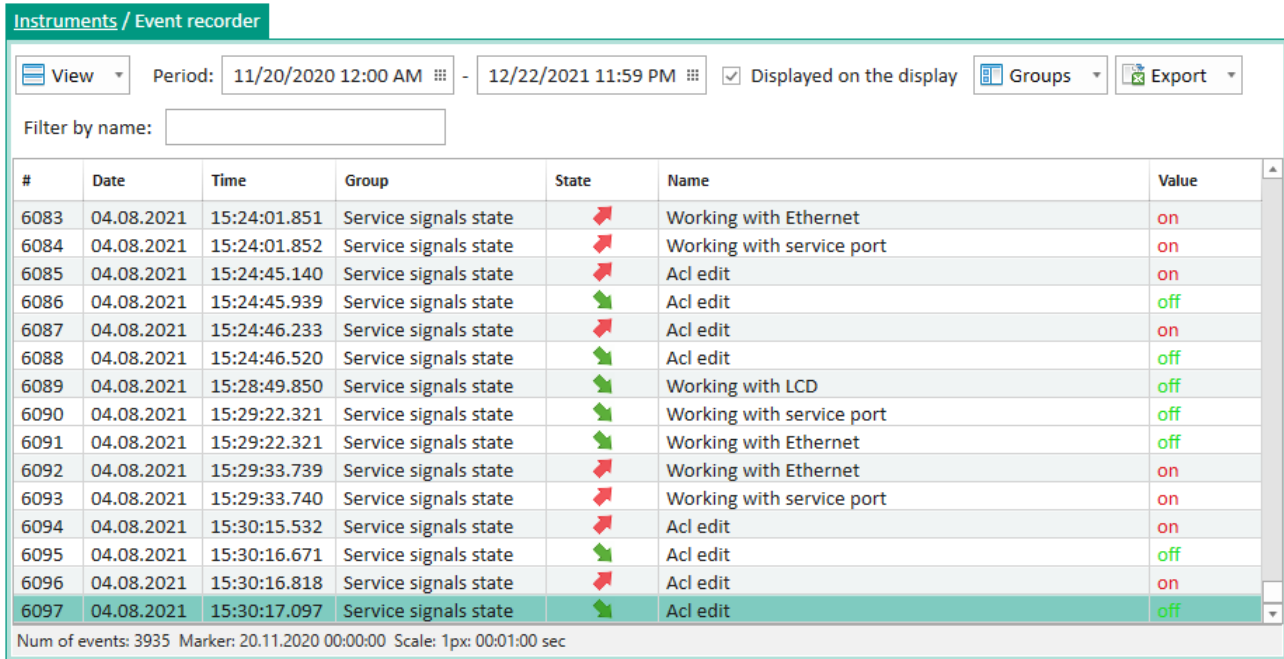 Instruments / Event recorder
View Period: 11/20/2020 12:00 AM - 12/22/2021 11:59 PM Displayed on the display Groups Export
Filter by name:
# Date Time Group State Name Value
6083 04.08.2021 15:24:01.851 Service signals state Working with Ethernet on
6084 04.08.2021 15:24:01.852 Service signals state Working with service port on
6085 04.08.2021 15:24:45.140 Service signals state Acl edit on
6086 04.08.2021 15:24:45.939 Service signals state Acl edit off
6087 04.08.2021 15:24:46.233 Service signals state Acl edit on
6088 04.08.2021 15:24:46.520 Service signals state Acl edit off
6089 04.08.2021 15:28:49.850 Service signals state Working with LCD off
6090 04.08.2021 15:29:22.321 Service signals state Working with service port off
6091 04.08.2021 15:29:22.321 Service signals state Working with Ethernet off
6092 04.08.2021 15:29:33.739 Service signals state Working with Ethernet on
6093 04.08.2021 15:29:33.740 Service signals state Working with service port on
6094 04.08.2021 15:30:15.532 Service signals state Acl edit on
6095 04.08.2021 15:30:16.671 Service signals state Acl edit off
6096 04.08.2021 15:30:16.818 Service signals state Acl edit on
6097 04.08.2021 15:30:17.097 Service signals state Acl edit off
Num of events: 3935 Marker: 20.11.2020 00:00:00 Scale: 1px: 00:01:00 sec